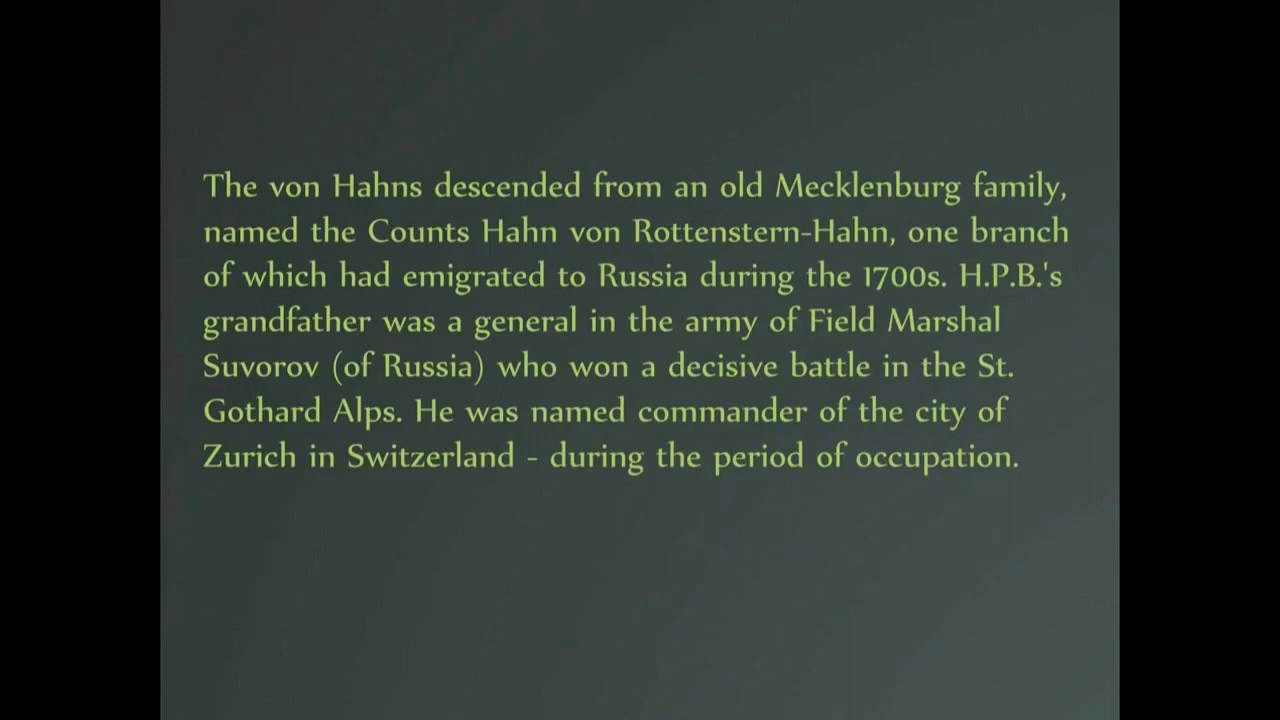 The von Hahns descended from an old Mecklenburg family,
named the Counts Hahn von Rottenstern-Hahn, one branch
of which had emigrated to Russia during the 1700s. H.P.B.'s
grandfather was a general in the army of Field Marshal
Suvorov (of Russia) who won a decisive battle in the St.
Gothard Alps. He was named commander of the city of
Zurich in Switzerland - during the period of occupation.